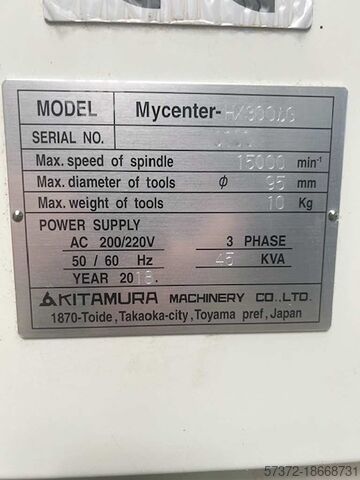 MODEL Mycenter-HX300iG
SERIAL NO.
Max. speed of spindle 15000 min⁻¹
Max. diameter of tools φ 95 mm
Max. weight of tools 10 Kg
POWER SUPPLY
AC 200/220V 3 PHASE
50 / 60 Hz 45 KVA
YEAR 2018.
KITAMURA MACHINERY CO.,LTD.
1870-Toide, Takaoka-city, Toyama pref, Japan
57372-18668731